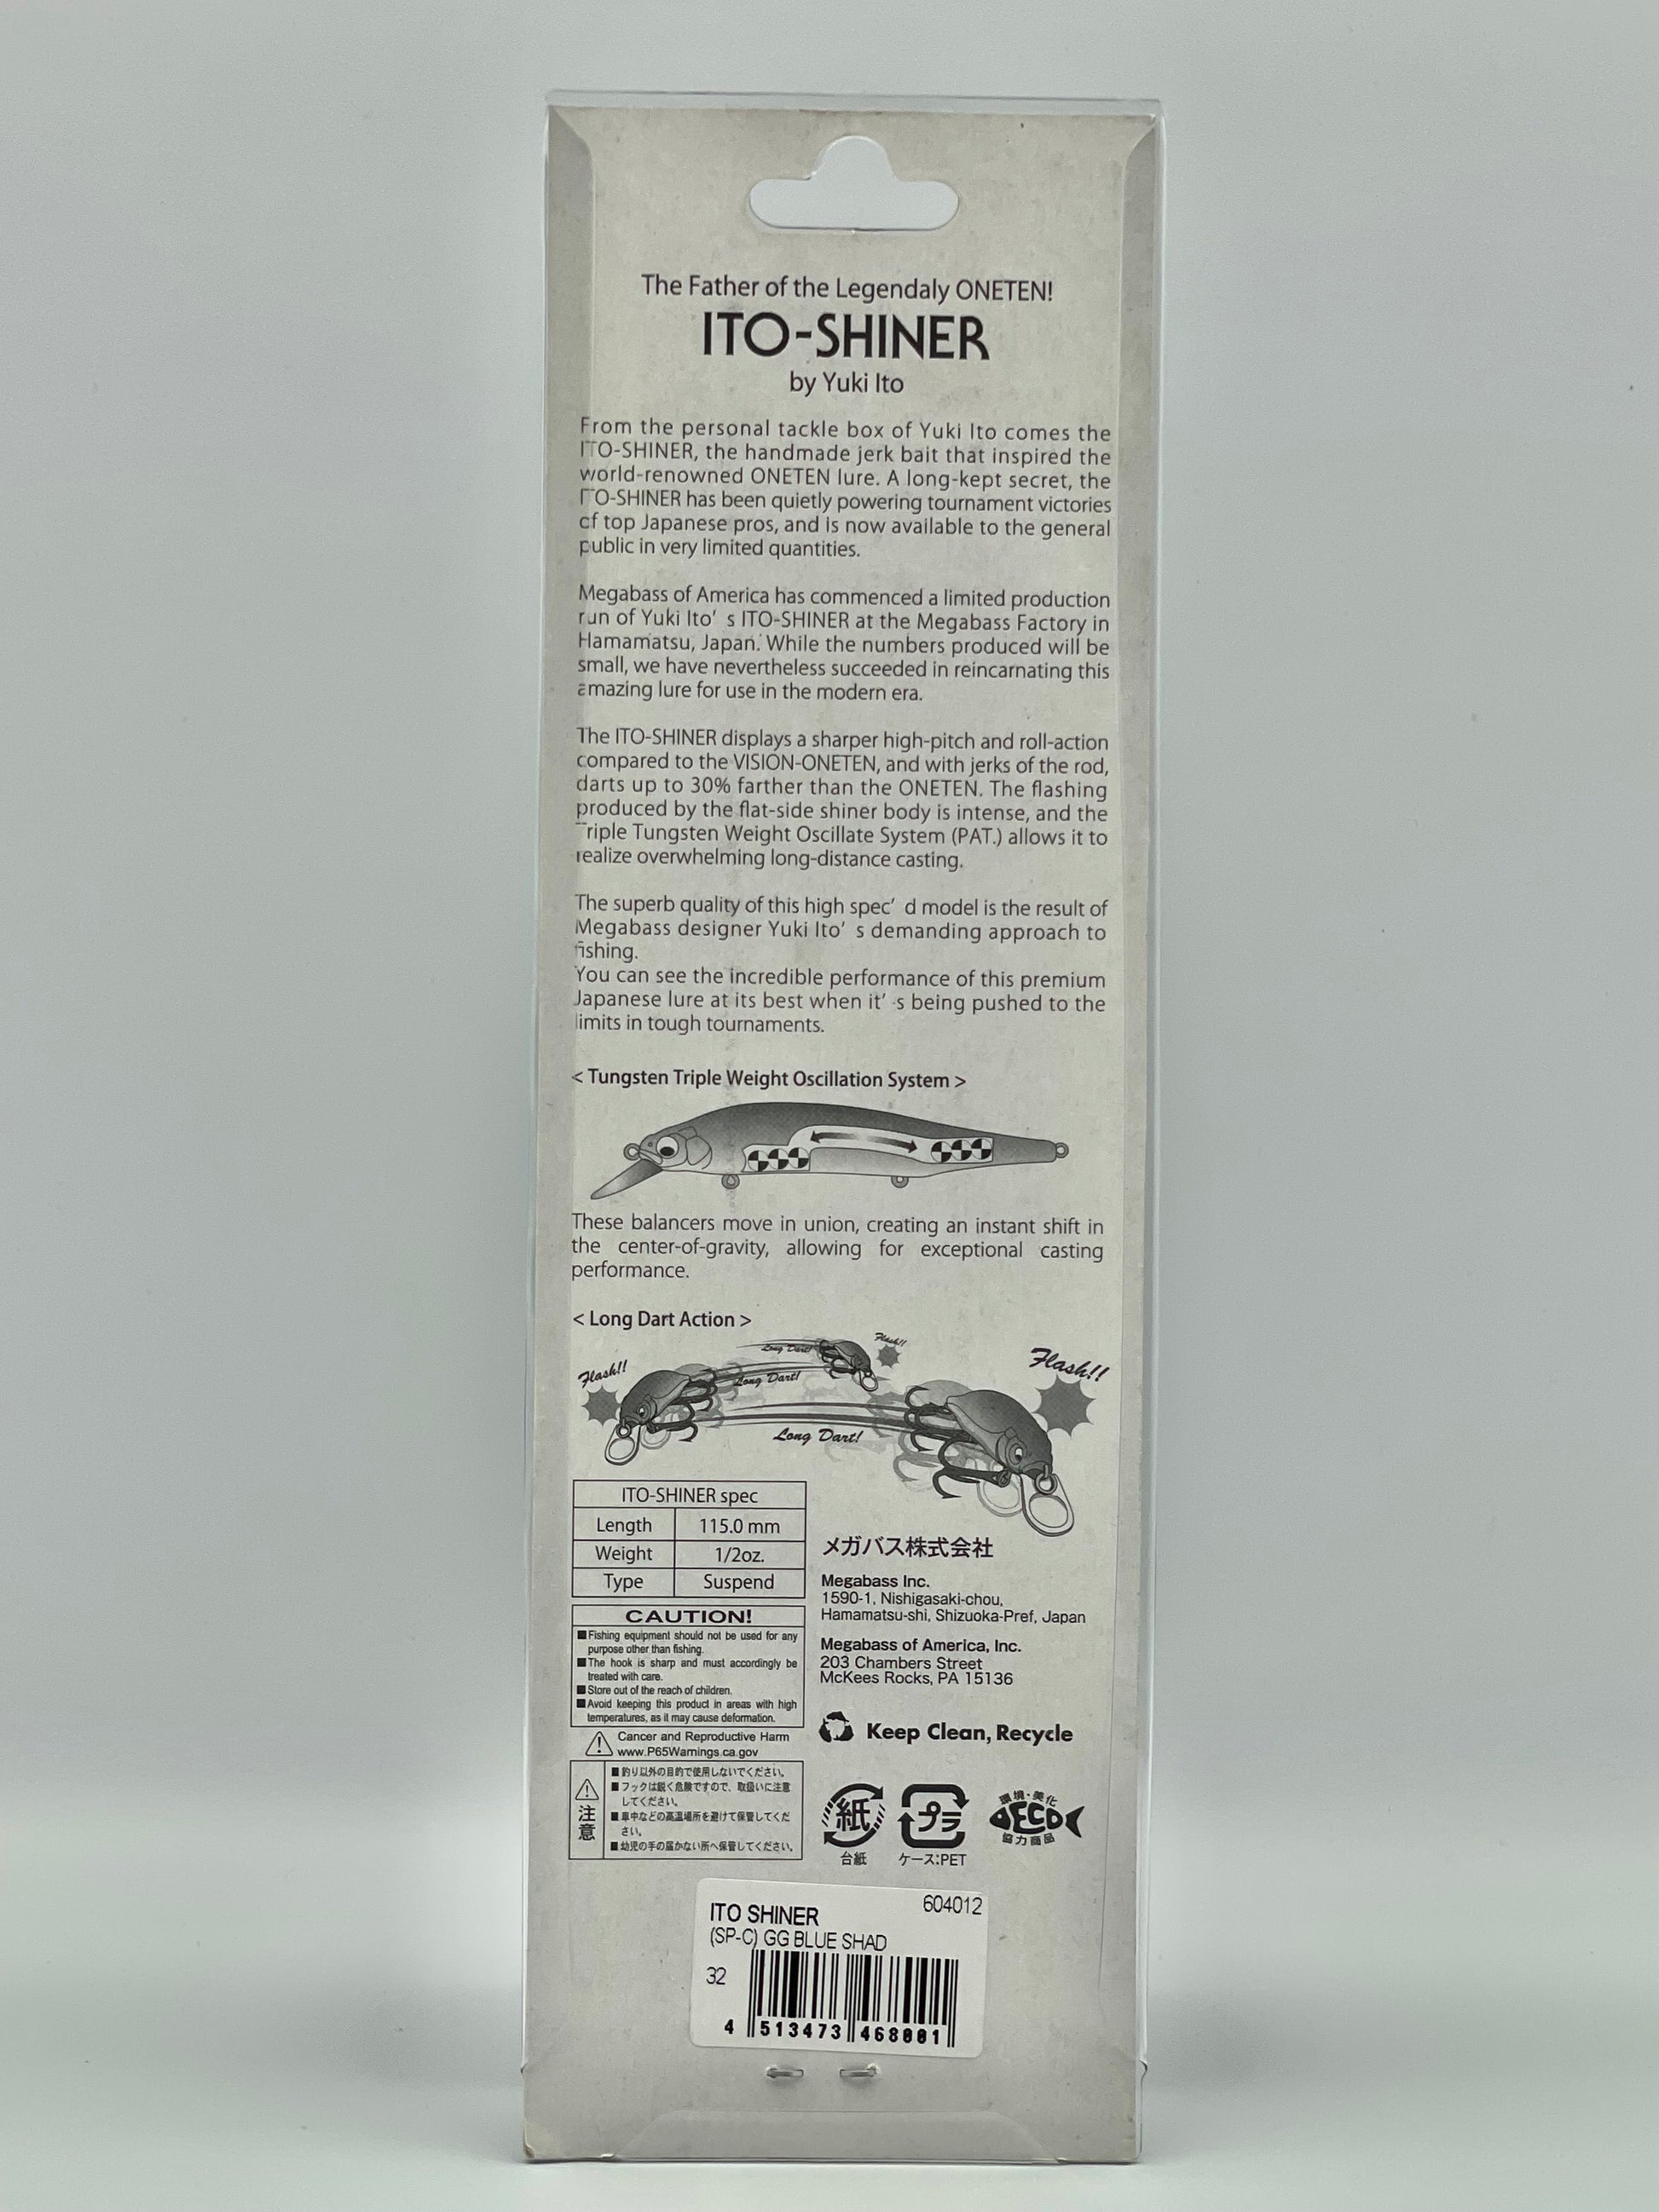 The Father of the Legendaly ONETEN!
ITO-SHINER
by Yuki Ito
From the personal tackle box of Yuki Ito comes the
ITO-SHINER, the handmade jerk bait that inspired the
world-renowned ONETEN lure. A long-kept secret, the
ITO-SHINER has been quietly powering tournament victories
of top Japanese pros, and is now available to the general
public in very limited quantities.
Megabass of America has commenced a limited production
run of Yuki Ito' s ITO-SHINER at the Megabass Factory in
Hamamatsu, Japan. While the numbers produced will be
small, we have nevertheless succeeded in reincarnating this
amazing lure for use in the modern era.
The ITO-SHINER displays a sharper high-pitch and roll-action
compared to the VISION-ONETEN, and with jerks of the rod,
darts up to 30% farther than the ONETEN. The flashing
produced by the flat-side shiner body is intense, and the
Triple Tungsten Weight Oscillate System (PAT.) allows it to
realize overwhelming long-distance casting.
The superb quality of this high spec' d model is the result of
Megabass designer Yuki Ito' s demanding approach to
fishing.
You can see the incredible performance of this premium
Japanese lure at its best when it' s being pushed to the
limits in tough tournaments.
< Tungsten Triple Weight Oscillation System >
These balancers move in union, creating an instant shift in
the center-of-gravity, allowing for exceptional casting
performance.
< Long Dart Action >
Flash!!
Long Dart!
Flash!!
Long Dart!
Flash!!
Long Dart!
ITO-SHINER spec
Length 115.0 mm
Weight 1/2oz.
Type Suspend
CAUTION!
■Fishing equipment should not be used for any
purpose other than fishing.
■The hook is sharp and must accordingly be
treated with care.
■Store out of the reach of children.
■Avoid keeping this product in areas with high
temperatures, as it may cause deformation.
Cancer and Reproductive Harm
www.P65Warnings.ca.gov
注意
■釣り以外の目的で使用しないでください。
■フックは鋭く危険ですので、取扱いに注意
してください。
■車中などの高温場所を避けて保管してくだ
さい。
■幼児の手の届かない所へ保管してください。
メガバス株式会社
Megabass Inc.
1590-1, Nishigasaki-chou,
Hamamatsu-shi, Shizuoka-Pref, Japan
Megabass of America, Inc.
203 Chambers Street
McKees Rocks, PA 15136
Keep Clean, Recycle
紙
台紙
プラ
ケース:PET
環境・美化
ECO
協力商品
604012
ITO SHINER
(SP-C) GG BLUE SHAD
32
4 513473 468001